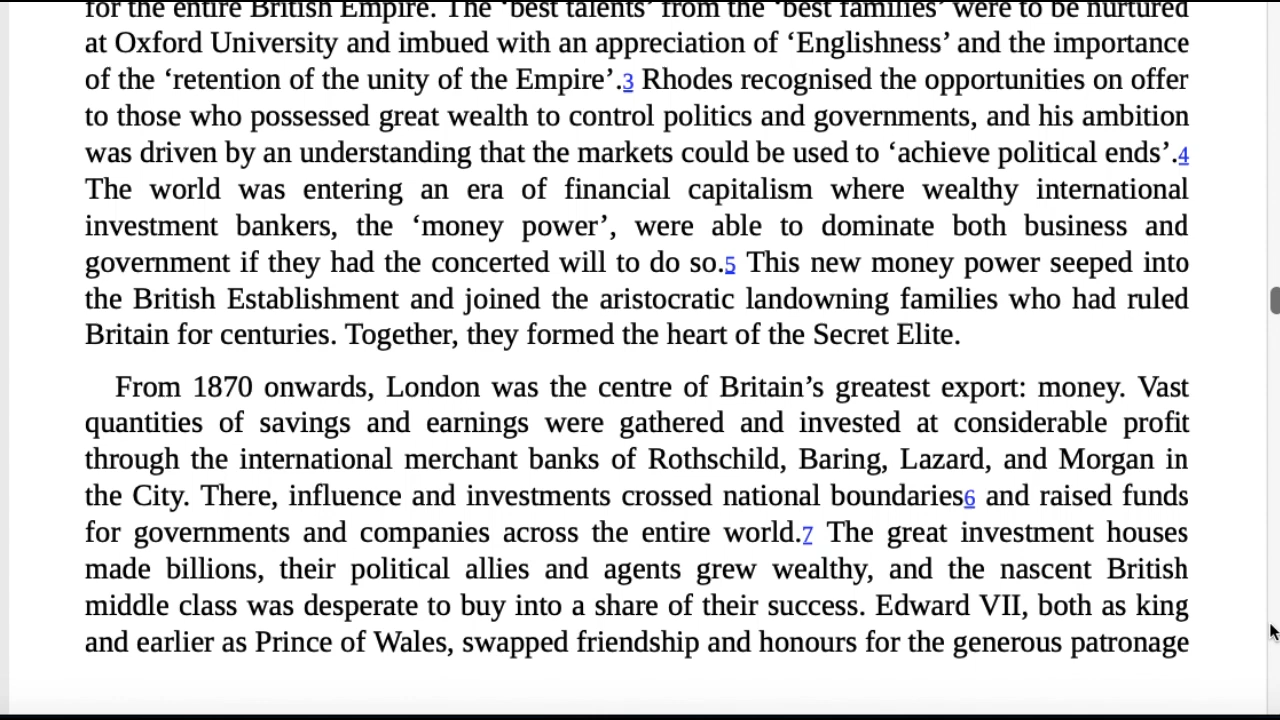 for the entire British Empire. The ‘best talents’ from the ‘best families’ were to be nurtured
at Oxford University and imbued with an appreciation of ‘Englishness’ and the importance
of the ‘retention of the unity of the Empire’.3 Rhodes recognised the opportunities on offer
to those who possessed great wealth to control politics and governments, and his ambition
was driven by an understanding that the markets could be used to ‘achieve political ends’.4
The world was entering an era of financial capitalism where wealthy international
investment bankers, the ‘money power’, were able to dominate both business and
government if they had the concerted will to do so.5 This new money power seeped into
the British Establishment and joined the aristocratic landowning families who had ruled
Britain for centuries. Together, they formed the heart of the Secret Elite.
From 1870 onwards, London was the centre of Britain’s greatest export: money. Vast
quantities of savings and earnings were gathered and invested at considerable profit
through the international merchant banks of Rothschild, Baring, Lazard, and Morgan in
the City. There, influence and investments crossed national boundaries6 and raised funds
for governments and companies across the entire world.7 The great investment houses
made billions, their political allies and agents grew wealthy, and the nascent British
middle class was desperate to buy into a share of their success. Edward VII, both as king
and earlier as Prince of Wales, swapped friendship and honours for the generous patronage